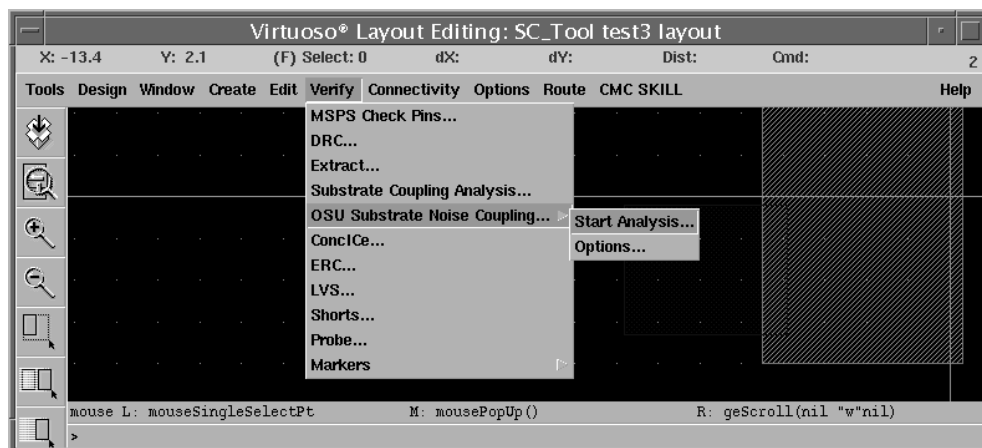 Virtuoso® Layout Editing: SC_Tool test3 layout
X: -13.4 Y: 2.1 (F) Select: 0 dX: dY: Dist: Cmd: 2
Tools Design Window Create Edit Verify Connectivity Options Route CMC SKILL Help
MSPS Check Pins...
DRC...
Extract...
Substrate Coupling Analysis...
OSU Substrate Noise Coupling... Start Analysis...
ConcICe... Options...
ERC...
LVS...
Shorts...
Probe...
Markers
mouse L: mouseSingleSelectPt M: mousePopUp() R: geScroll(nil "w"nil)
>